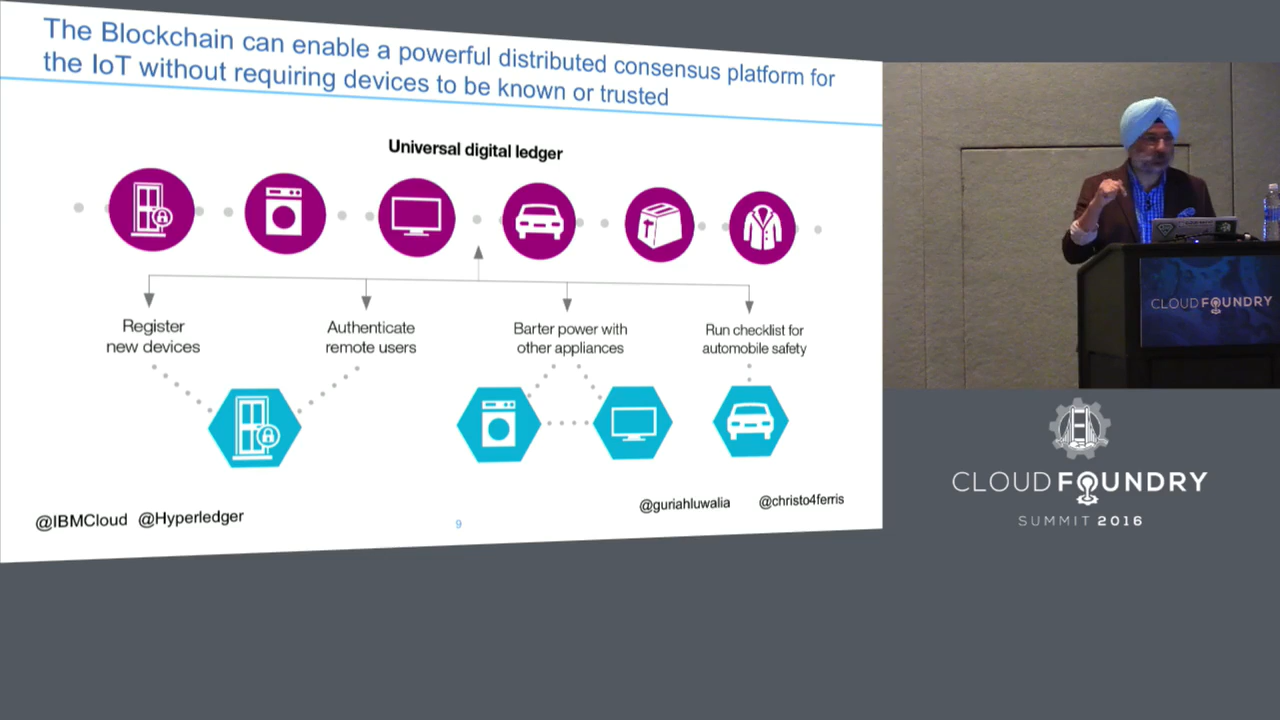 The Blockchain can enable a powerful distributed consensus platform for
the IoT without requiring devices to be known or trusted
Universal digital ledger
Register
new devices
Authenticate
remote users
Barter power with
other appliances
Run checklist for
automobile safety
@IBMCloud @Hyperledger
9
@guriahluwalia @christo4ferris
CLOUD FOUNDRY
CLOUD FOUNDRY
SUMMIT 2016